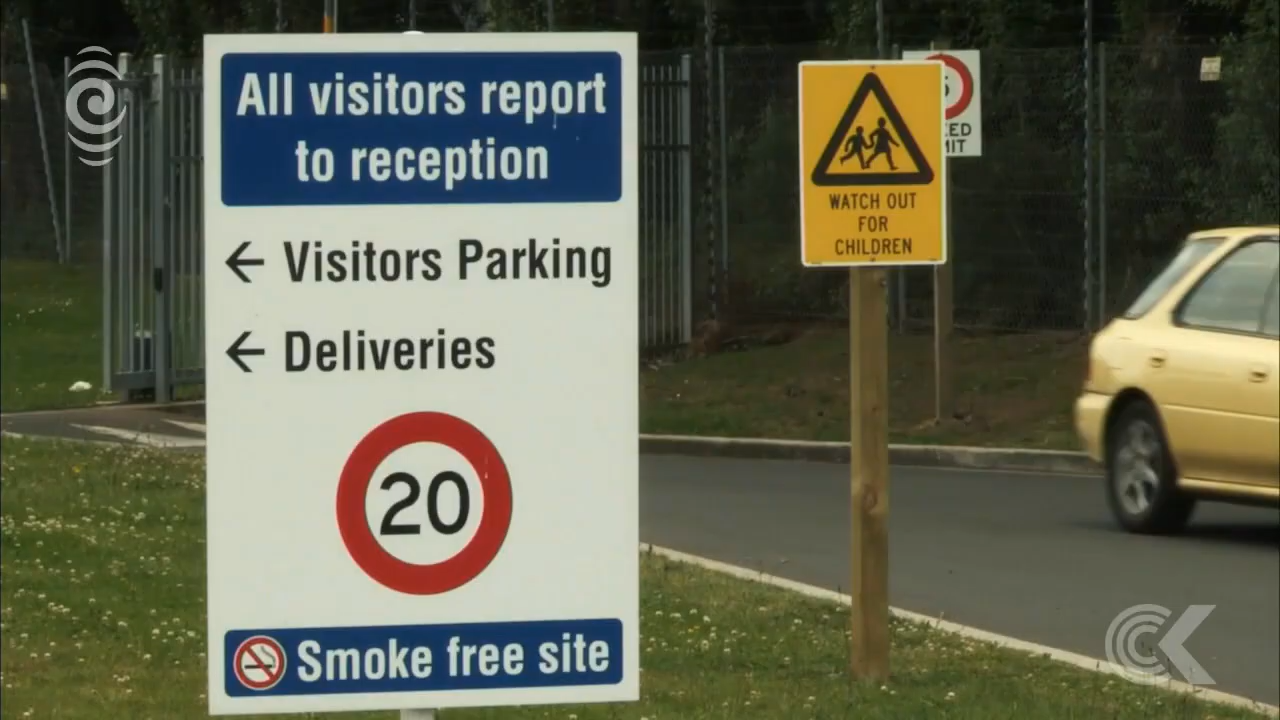 All visitors report
to reception
← Visitors Parking
← Deliveries
20
Smoke free site
WATCH OUT
FOR
CHILDREN